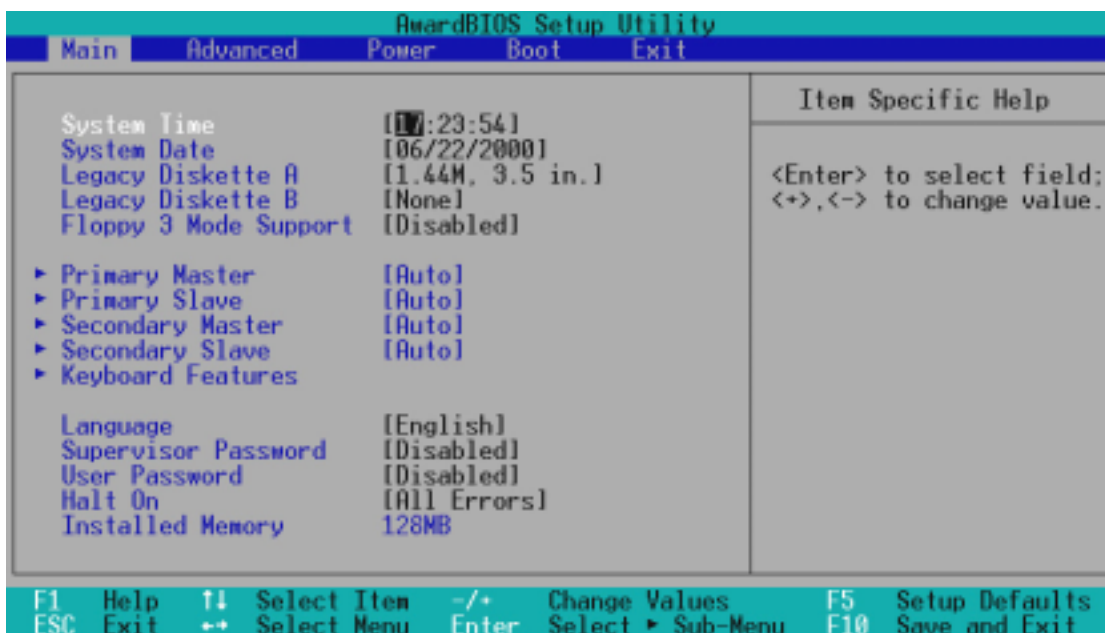 AwardBIOS Setup Utility
Main Advanced Power Boot Exit
Item Specific Help
System Time [17:23:54]
System Date [06/22/2000]
Legacy Diskette A [1.44M, 3.5 in.]
Legacy Diskette B [None]
Floppy 3 Mode Support [Disabled]
<Enter> to select field;
<+>,<-> to change value.
▶ Primary Master [Auto]
▶ Primary Slave [Auto]
▶ Secondary Master [Auto]
▶ Secondary Slave [Auto]
▶ Keyboard Features
Language [English]
Supervisor Password [Disabled]
User Password [Disabled]
Halt On [All Errors]
Installed Memory 128MB
F1 Help ↑↓ Select Item -/+ Change Values F5 Setup Defaults
ESC Exit ←→ Select Menu Enter Select ▶ Sub-Menu F10 Save and Exit